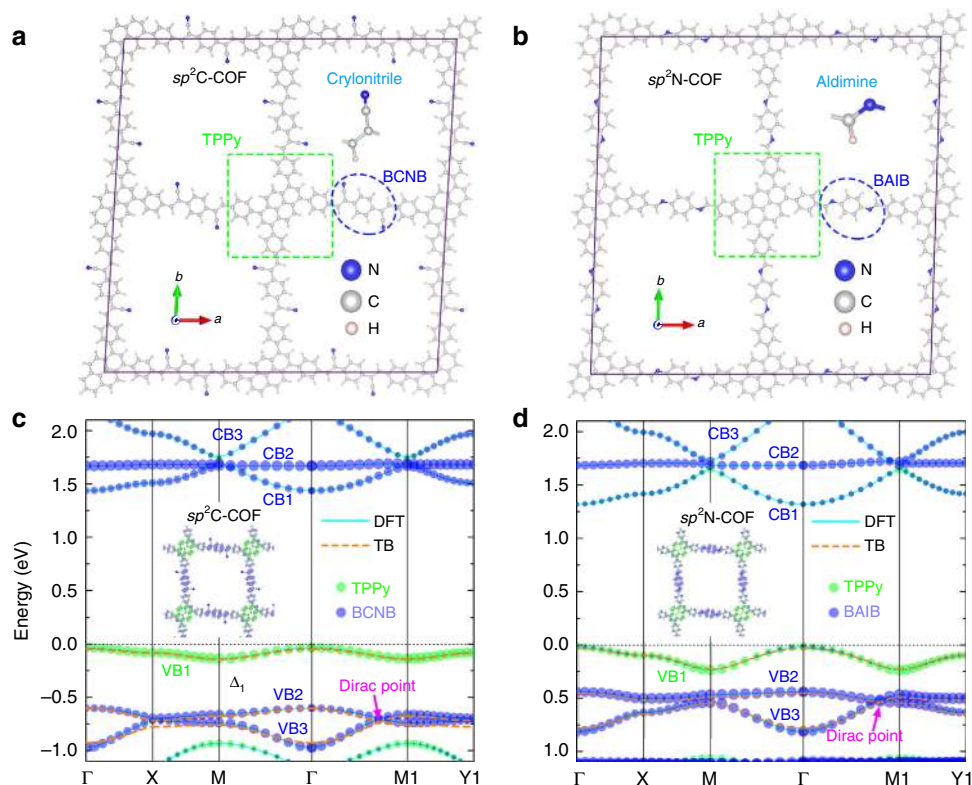 a
sp²C-COF
Crylonitrile
TPPy
BCNB
N
C
H
b
a
b
sp²N-COF
Aldimine
TPPy
BAIB
N
C
H
b
a
c
Energy (eV)
2.0
1.5
1.0
0.5
0.0
−0.5
−1.0
CB3
CB2
CB1
sp²C-COF
DFT
TB
TPPy
BCNB
VB1
Δ₁
VB2
Dirac point
VB3
Γ X M Γ M1 Y1
d
2.0
1.5
1.0
0.5
0.0
0.5
1.0
CB3
CB2
CB1
sp²N-COF
DFT
TB
TPPy
BAIB
VB1
VB2
VB3
Dirac point
Γ X M Γ M1 Y1